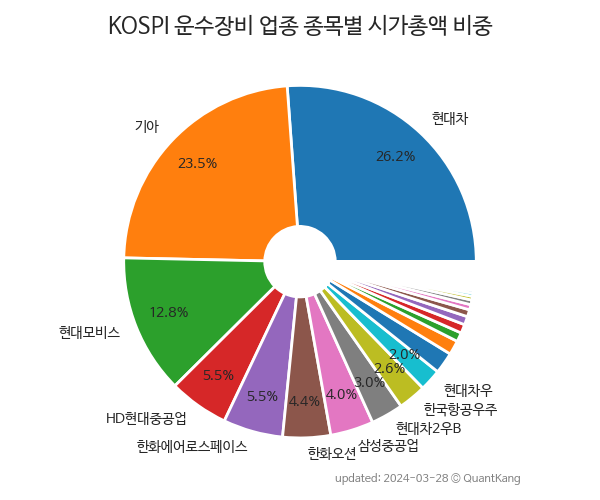 KOSPI 운수장비 업종 종목별 시가총액 비중
현대차
26.2%
기아
23.5%
현대모비스
12.8%
HD현대중공업
5.5%
한화에어로스페이스
5.5%
한화오션
4.4%
삼성중공업
4.0%
현대차2우B
3.0%
한국항공우주
2.6%
현대차우
2.0%
updated: 2024-03-28 © QuantKang